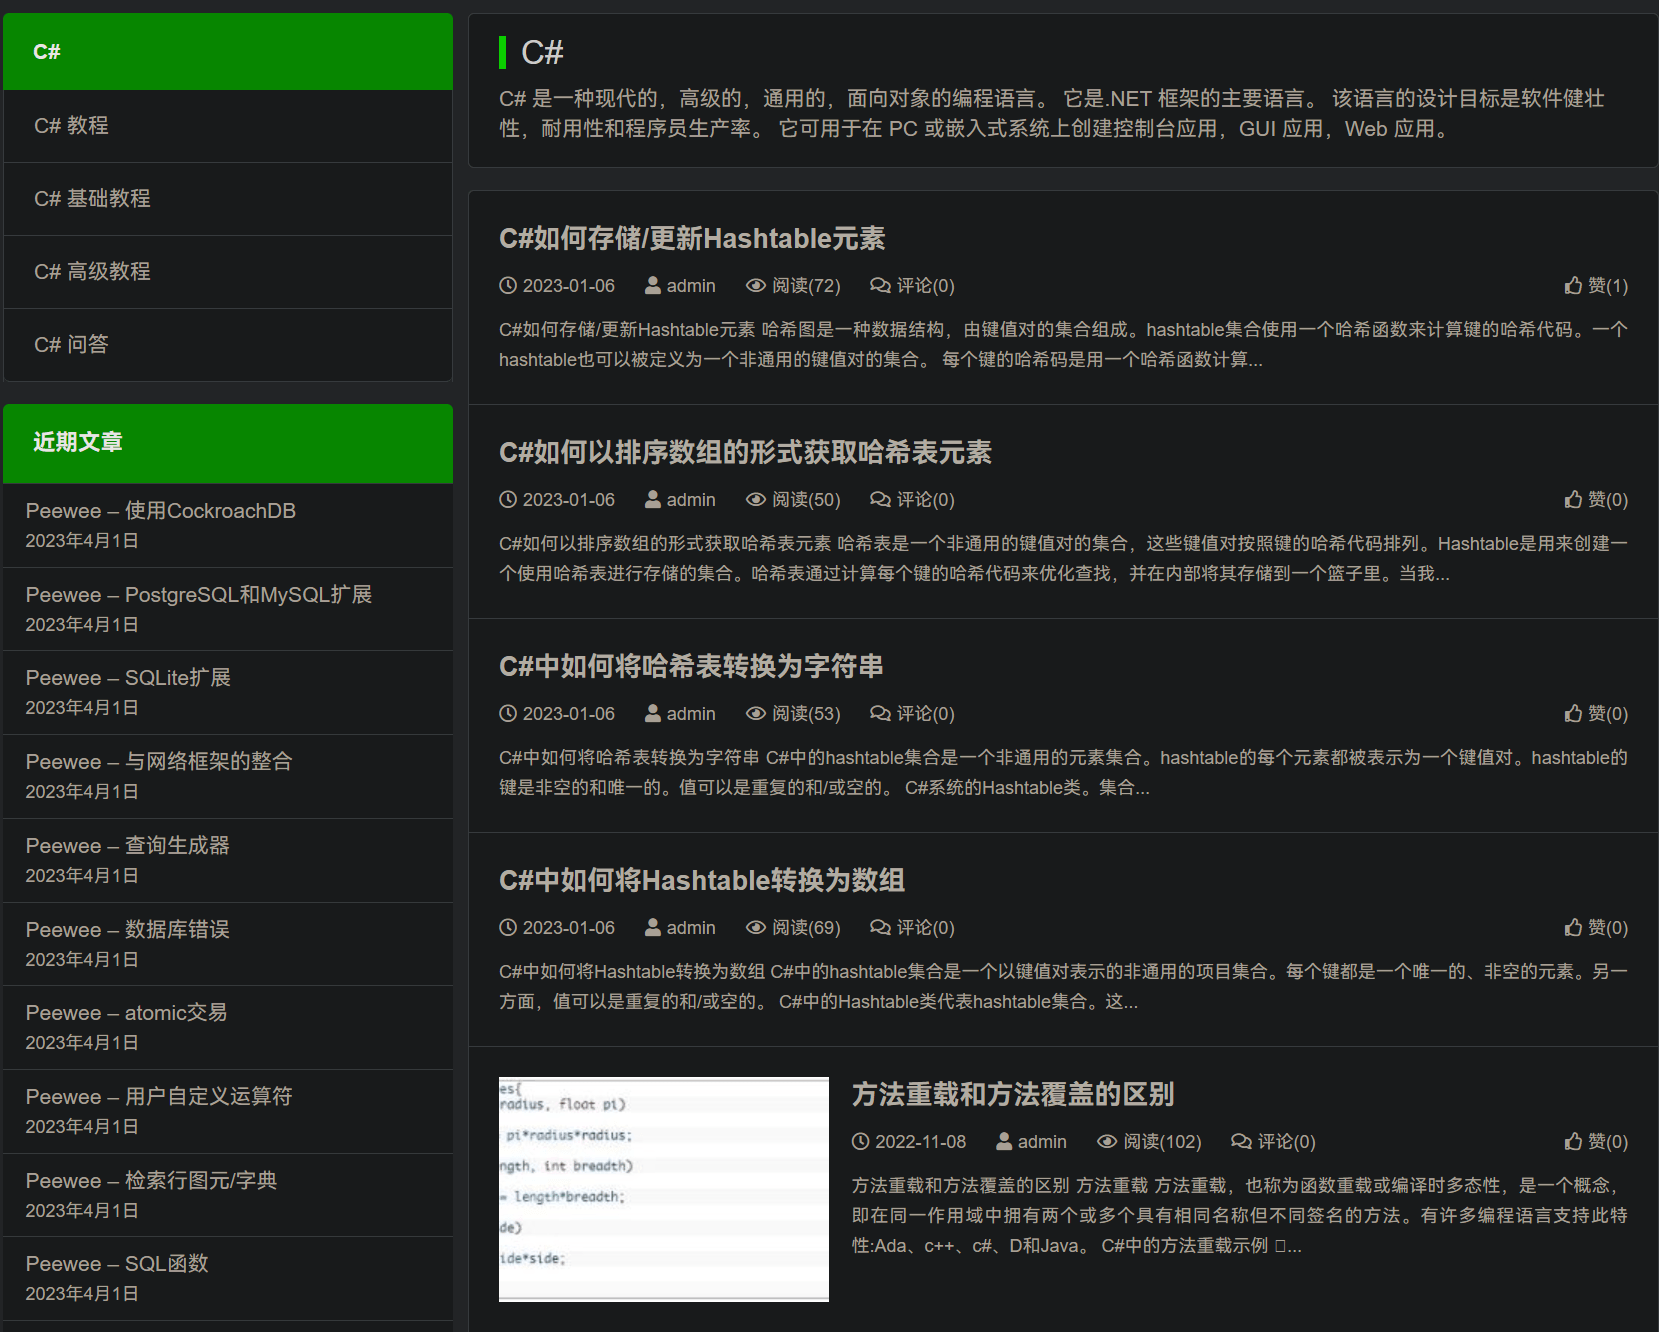 C#
C# 教程
C# 基础教程
C# 高级教程
C# 问答
近期文章
Peewee – 使用CockroachDB
2023年4月1日
Peewee – PostgreSQL和MySQL扩展
2023年4月1日
Peewee – SQLite扩展
2023年4月1日
Peewee – 与网络框架的整合
2023年4月1日
Peewee – 查询生成器
2023年4月1日
Peewee – 数据库错误
2023年4月1日
Peewee – atomic交易
2023年4月1日
Peewee – 用户自定义运算符
2023年4月1日
Peewee – 检索行图元/字典
2023年4月1日
Peewee – SQL函数
2023年4月1日
C#
C# 是一种现代的，高级的，通用的，面向对象的编程语言。 它是.NET 框架的主要语言。 该语言的设计目标是软件健壮
性，耐用性和程序员生产率。 它可用于在 PC 或嵌入式系统上创建控制台应用，GUI 应用，Web 应用。
C#如何存储/更新Hashtable元素
2023-01-06 admin 阅读(72) 评论(0) 赞(1)
C#如何存储/更新Hashtable元素 哈希图是一种数据结构，由键值对的集合组成。hashtable集合使用一个哈希函数来计算键的哈希代码。一个
hashtable也可以被定义为一个非通用的键值对的集合。 每个键的哈希码是用一个哈希函数计算...
C#如何以排序数组的形式获取哈希表元素
2023-01-06 admin 阅读(50) 评论(0) 赞(0)
C#如何以排序数组的形式获取哈希表元素 哈希表是一个非通用的键值对的集合，这些键值对按照键的哈希代码排列。Hashtable是用来创建一
个使用哈希表进行存储的集合。哈希表通过计算每个键的哈希代码来优化查找，并在内部将其存储到一个篮子里。当我...
C#中如何将哈希表转换为字符串
2023-01-06 admin 阅读(53) 评论(0) 赞(0)
C#中如何将哈希表转换为字符串 C#中的hashtable集合是一个非通用的元素集合。hashtable的每个元素都被表示为一个键值对。hashtable的
键是非空的和唯一的。值可以是重复的和/或空的。 C#系统的Hashtable类。集合...
C#中如何将Hashtable转换为数组
2023-01-06 admin 阅读(69) 评论(0) 赞(0)
C#中如何将Hashtable转换为数组 C#中的hashtable集合是一个以键值对表示的非通用的项目集合。每个键都是一个唯一的、非空的元素。另一
方面，值可以是重复的和/或空的。 C#中的Hashtable类代表hashtable集合。这...
es{
radius, float pi)
pi*radius*radius;
ngth, int breadth)
= length*breadth;
de)
ide*side;
方法重载和方法覆盖的区别
2022-11-08 admin 阅读(102) 评论(0) 赞(0)
方法重载和方法覆盖的区别 方法重载 方法重载，也称为函数重载或编译时多态性，是一个概念，
即在同一作用域中拥有两个或多个具有相同名称但不同签名的方法。有许多编程语言支持此特
性:Ada、c++、c#、D和Java。 C#中的方法重载示例 ...